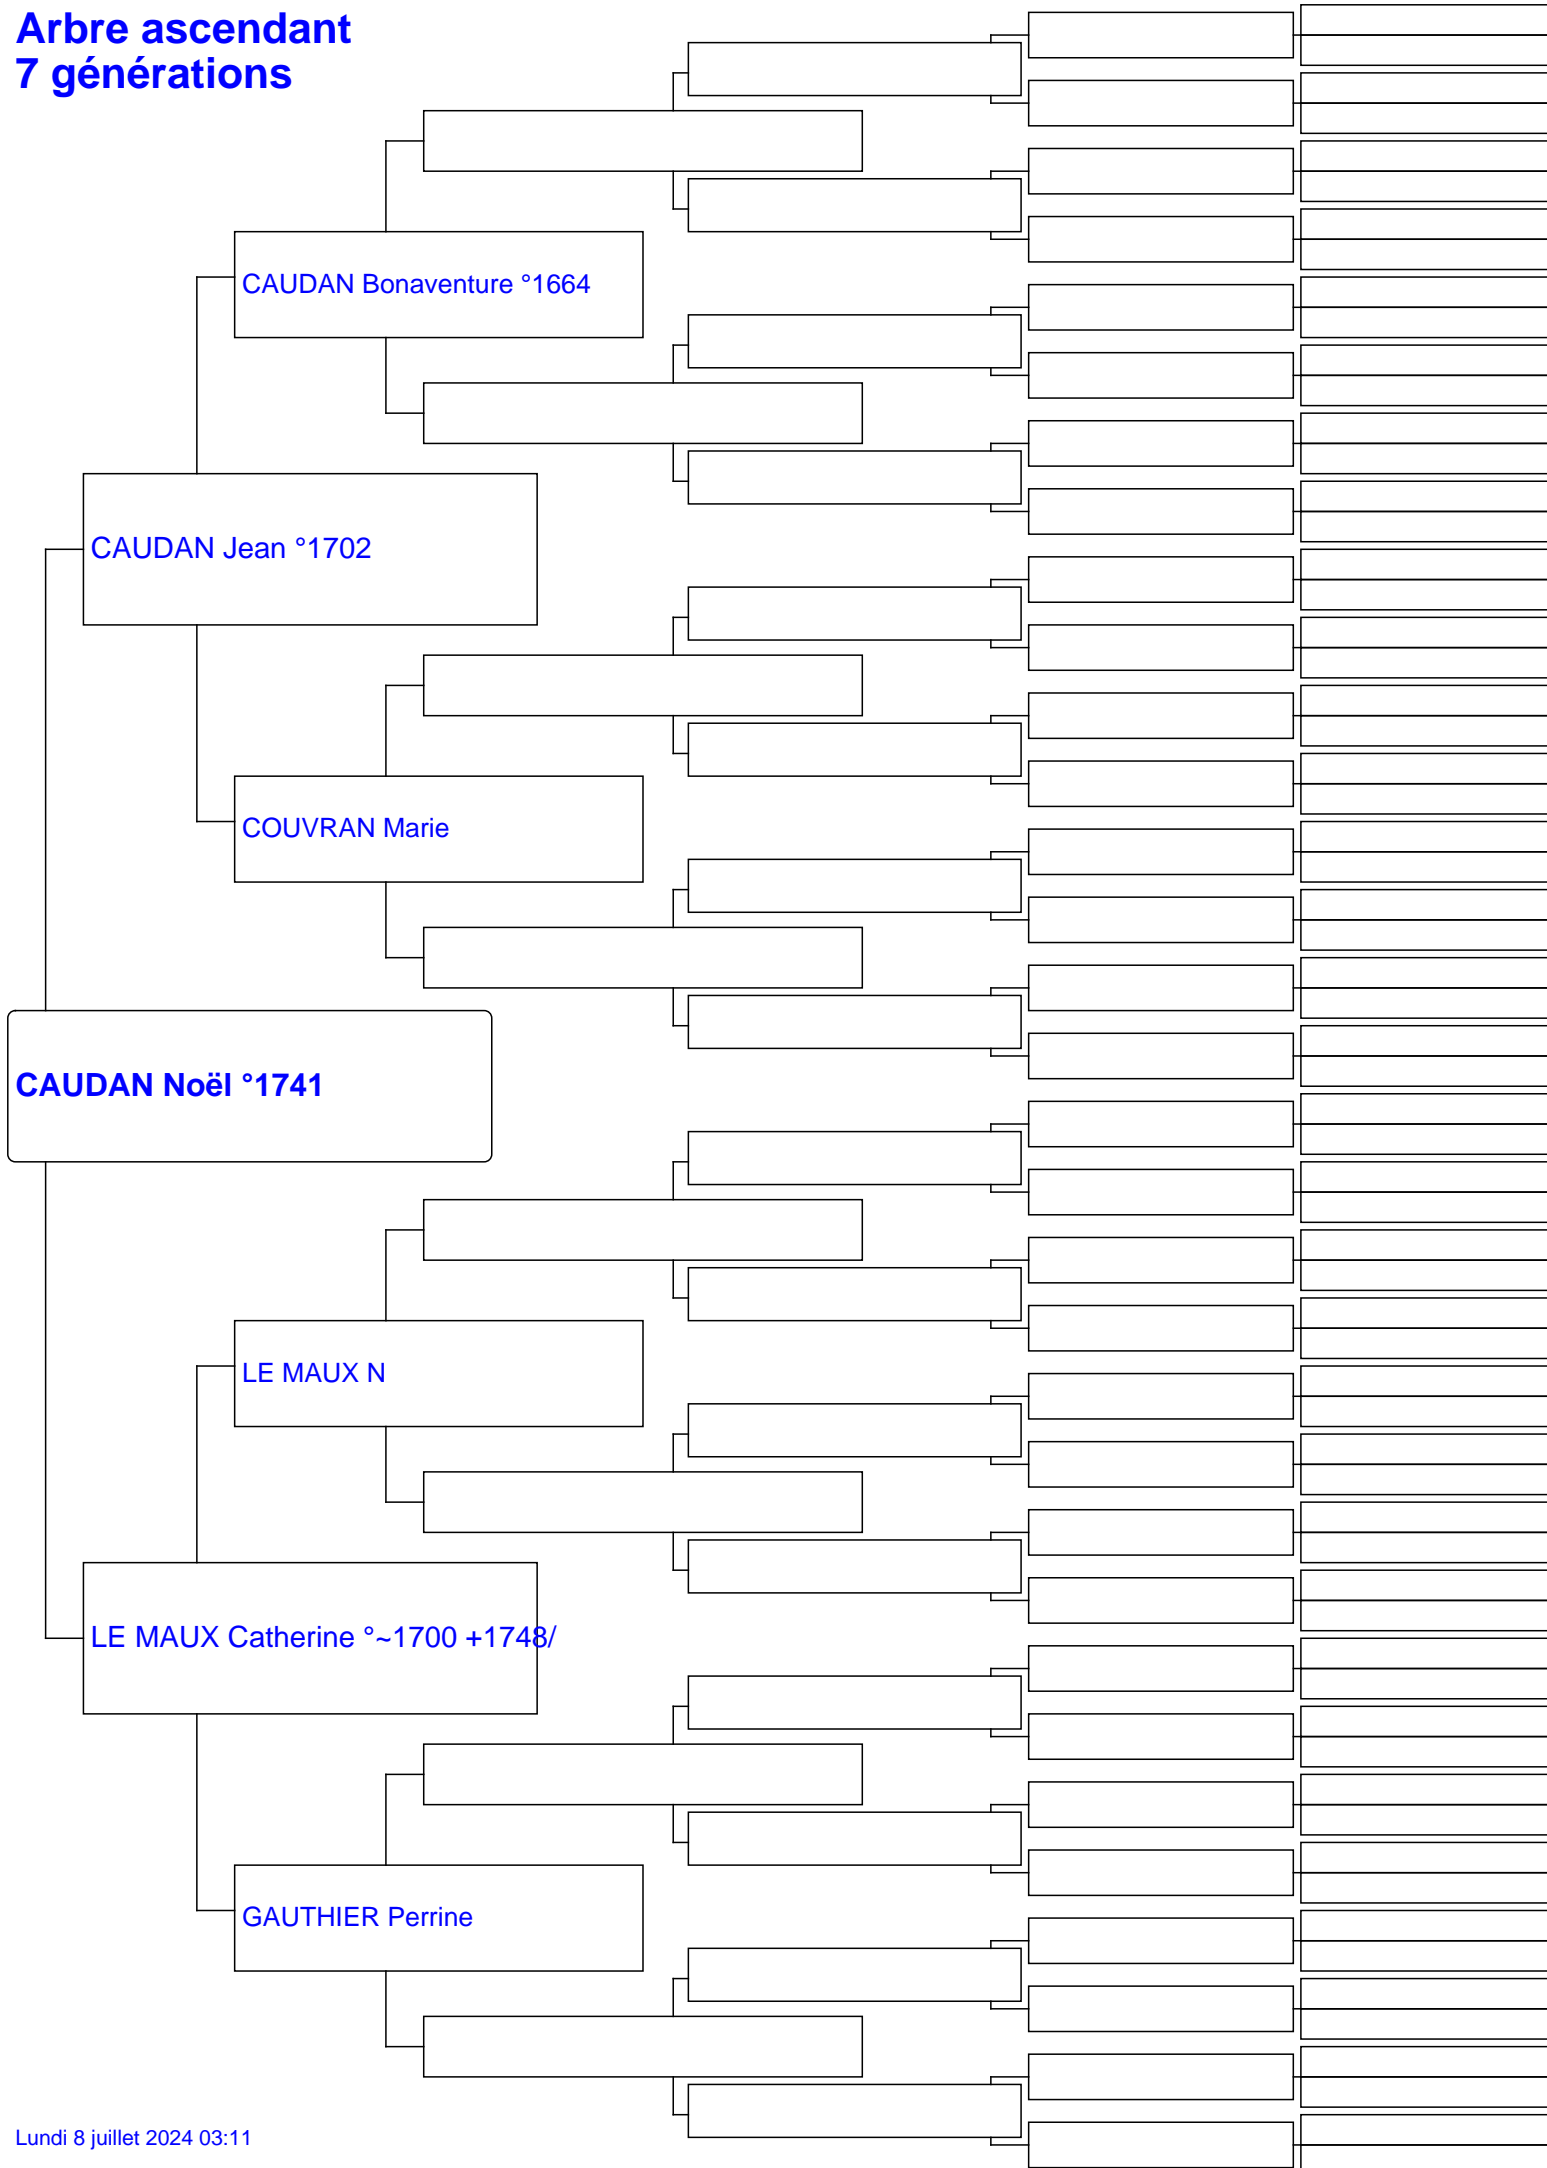 Arbre ascendant
7 générations
CAUDAN Bonaventure °1664
CAUDAN Jean °1702
COUVRAN Marie
CAUDAN Noël °1741
LE MAUX N
LE MAUX Catherine °~1700 +1748/
GAUTHIER Perrine
Lundi 8 juillet 2024 03:11